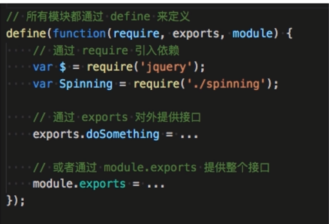 // 所有模块都通过 define 来定义
define(function(require, exports, module) {
// 通过 require 引入依赖
var $ = require('jquery');
var Spinning = require('./spinning');
// 通过 exports 对外提供接口
exports.doSomething = ...
// 或者通过 module.exports 提供整个接口
module.exports = ...
});